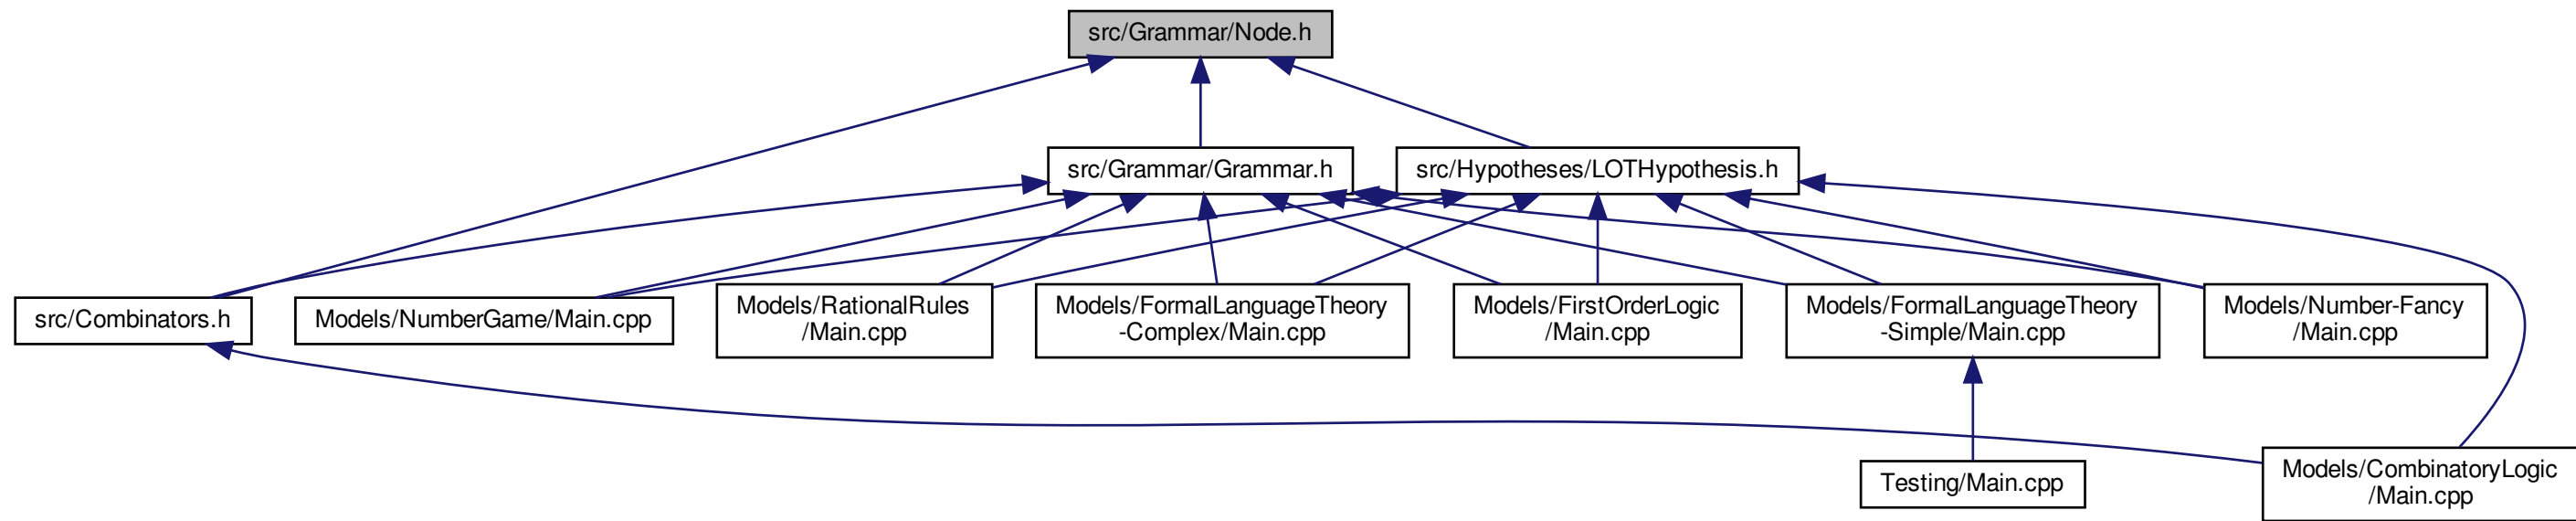 src/Grammar/Node.h
src/Grammar/Grammar.h
src/Hypotheses/LOTHypothesis.h
src/Combinators.h
Models/NumberGame/Main.cpp
Models/RationalRules
/Main.cpp
Models/FormalLanguageTheory
-Complex/Main.cpp
Models/FirstOrderLogic
/Main.cpp
Models/FormalLanguageTheory
-Simple/Main.cpp
Models/Number-Fancy
/Main.cpp
Testing/Main.cpp
Models/CombinatoryLogic
/Main.cpp